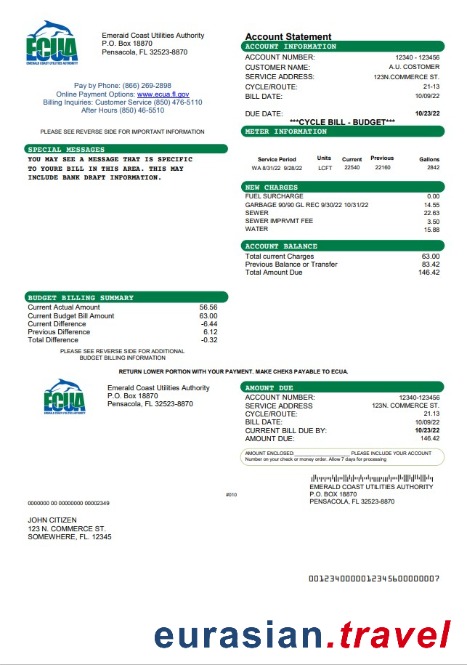 ECUA
EMERALD COAST UTILITIES AUTHORITY
Emerald Coast Utilities Authority
P.O. Box 18870
Pensacola, FL 32523-8870
Pay by Phone: (866) 269-2898
Online Payment Options: www.ecua.fl.gov
Billing Inquiries: Customer Service (850) 476-5110
After Hours (850) 46-5510
PLEASE SEE REVERSE SIDE FOR IMPORTANT INFORMATION
Account Statement
ACCOUNT INFORMATION
ACCOUNT NUMBER: 12340 - 123456
CUSTOMER NAME: A.U. COSTOMER
SERVICE ADDRESS: 123N.COMMERCE ST.
CYCLE/ROUTE: 21-13
BILL DATE: 10/09/22
DUE DATE: 10/23/22
***CYCLE BILL - BUDGET***
METER INFORMATION
Service Period Units Current Previous Gallons
WA 8/31/22 9/28/22 LCFT 22540 22160 2842
SPECIAL MESSAGES
YOU MAY SEE A MESSAGE THAT IS SPECIFIC
TO YOURE BILL IN THIS AREA. THIS MAY
INCLUDE BANK DRAFT INFORMATION.
NEW CHARGES
FUEL SURCHARGE 0.00
GARBAGE 90/90 GL REC 9/30/22 10/31/22 14.55
SEWER 22.63
SEWER IMPRVMT FEE 3.50
WATER 15.88
ACCOUNT BALANCE
Total current Charges 63.00
Previous Balance or Transfer 83.42
Total Amount Due 146.42
BUDGET BILLING SUMMARY
Current Actual Amount 56.56
Current Budget Bill Amount 63.00
Current Difference -6.44
Previous Difference 6.12
Total Difference -0.32
PLEASE SEE REVERSE SIDE FOR ADDITIONAL
BUDGET BILLING INFORMATION
RETURN LOWER PORTION WITH YOUR PAYMENT. MAKE CHEKS PAYABLE TO ECUA.
ECUA
EMERALD COAST UTILITIES AUTHORITY
Emerald Coast Utilities Authority
P.O. Box 18870
Pensacola, FL 32523-8870
AMOUNT DUE
ACCOUNT NUMBER: 12340-123456
SERVICE ADDRESS 123N. COMMERCE ST.
CYCLE/ROUTE: 21.13
BILL DATE: 10/09/22
CURRENT BILL DUE BY: 10/23/22
AMOUNT DUE: 146.42
AMOUNT ENCLOSED PLEASE INCLUDE YOUR ACCOUNT
Number on your check or money order. Allow 7 days for processing
EMERALD COAST UTILITIES AUTHORITY
P.O. BOX 18870
PENSACOLA, FL 32523-8870
#010
0000000 00 00000000 00002349
JOHN CITIZEN
123 N. COMMERCE ST.
SOMEWHERE, FL. 12345
eurasian.travel